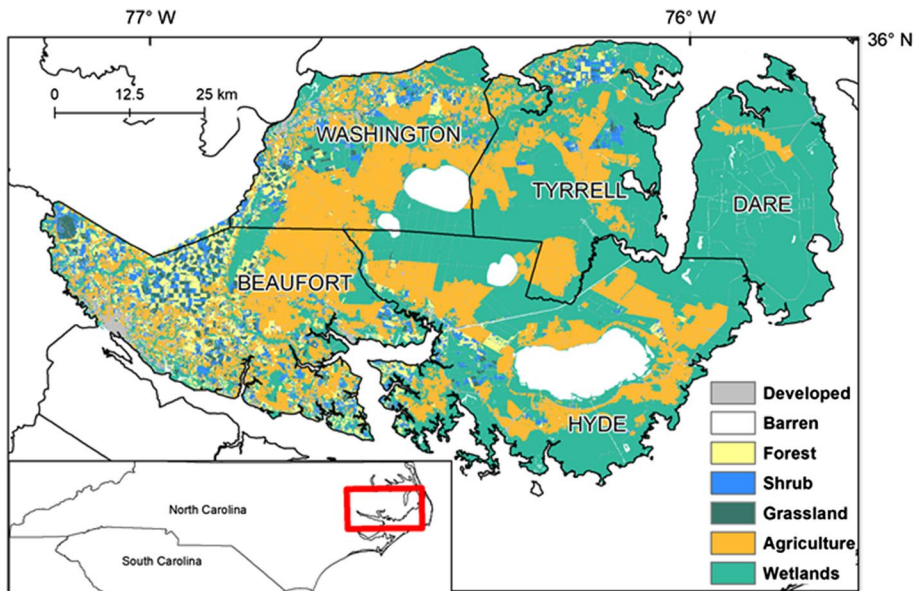 77° W
76° W
36° N
0 12.5 25 km
WASHINGTON
TYRRELL
DARE
BEAUFORT
HYDE
Developed
Barren
Forest
Shrub
Grassland
Agriculture
Wetlands
North Carolina
South Carolina